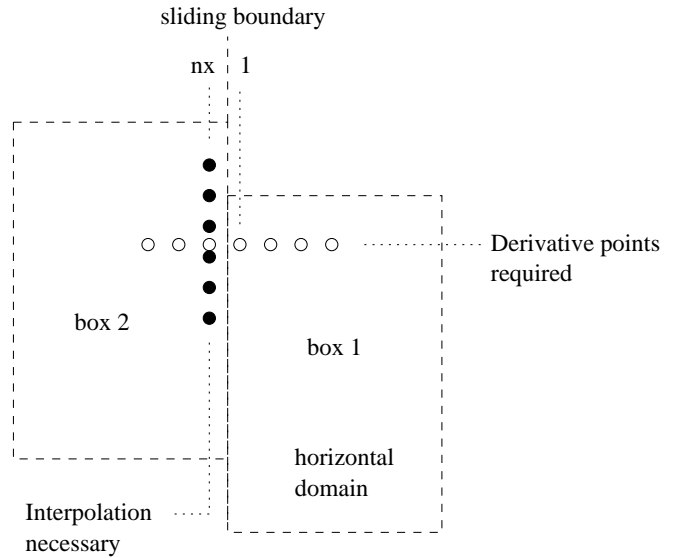 sliding boundary
nx 1
Derivative points
required
box 2
box 1
horizontal
domain
Interpolation
necessary